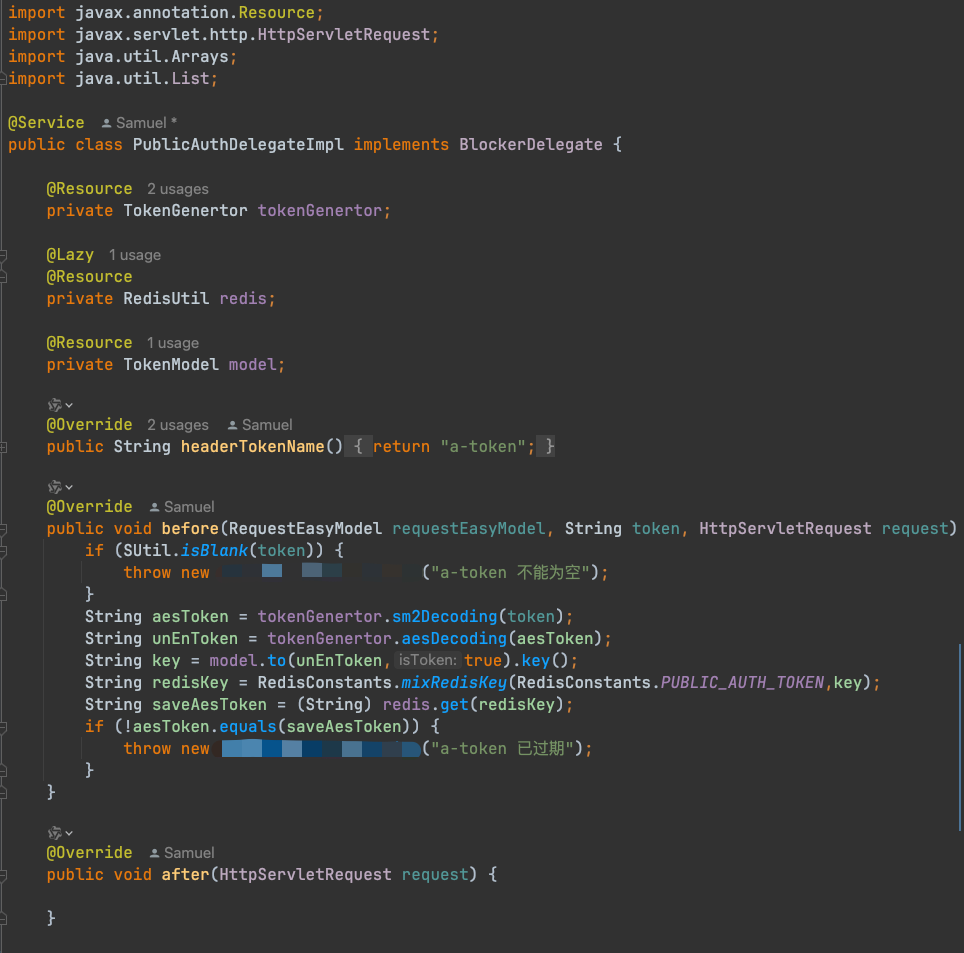 import javax.annotation.Resource;
import javax.servlet.http.HttpServletRequest;
import java.util.Arrays;
import java.util.List;
@Service Samuel *
public class PublicAuthDelegateImpl implements BlockerDelegate {
@Resource 2 usages
private TokenGenertor tokenGenertor;
@Lazy 1 usage
@Resource
private RedisUtil redis;
@Resource 1 usage
private TokenModel model;
@Override 2 usages Samuel
public String headerTokenName() { return "a-token"; }
@Override Samuel
public void before(RequestEasyModel requestEasyModel, String token, HttpServletRequest request)
if (SUtil.isBlank(token)) {
throw new ("a-token 不能为空");
}
String aesToken = tokenGenertor.sm2Decoding(token);
String unEnToken = tokenGenertor.aesDecoding(aesToken);
String key = model.to(unEnToken, isToken: true).key();
String redisKey = RedisConstants.mixRedisKey(RedisConstants.PUBLIC_AUTH_TOKEN,key);
String saveAesToken = (String) redis.get(redisKey);
if (!aesToken.equals(saveAesToken)) {
throw new ("a-token 已过期");
}
}
@Override Samuel
public void after(HttpServletRequest request) {
}